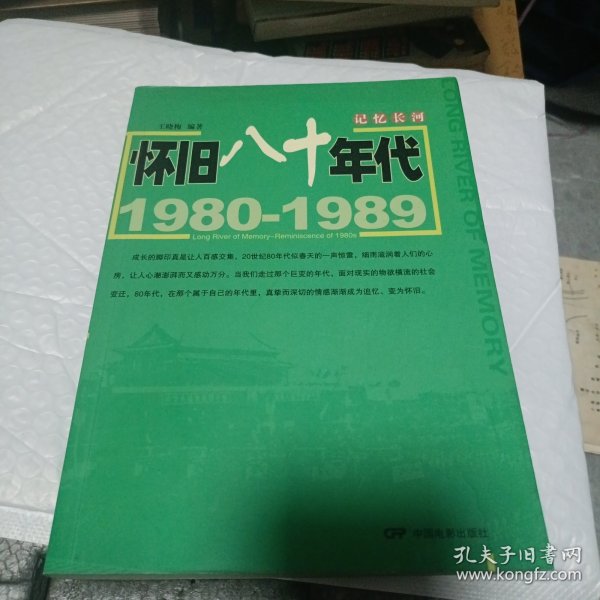 王晓梅 编著
记忆长河
怀旧八十年代
1980-1989
Long River of Memory--Reminiscence of 1980s
成长的脚印真是让人百感交集，20世纪80年代似春天的一声惊雷，细雨滋润着人们的心
房，让人心潮澎湃而又感动万分。当我们走过那个巨变的年代，面对现实的物欲横流的社会
变迁，80年代，在那个属于自己的年代里，真挚而深切的情感渐渐成为追忆、变为怀旧。
LONG RIVER OF MEMORY
中国电影出版社
孔夫子旧书网
www.kongfz.com